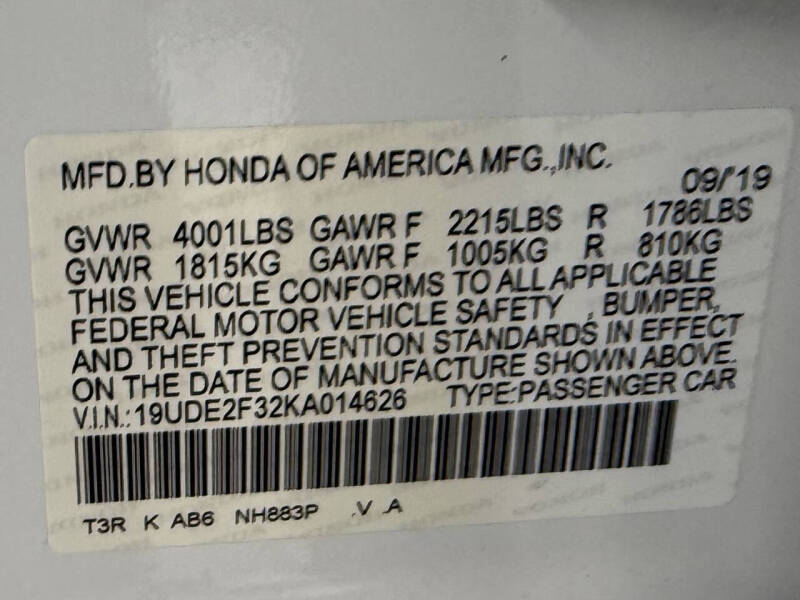 MFD.BY HONDA OF AMERICA MFG.,INC. 09/'19
GVWR 4001LBS GAWR F 2215LBS R 1786LBS
GVWR 1815KG GAWR F 1005KG R 810KG
THIS VEHICLE CONFORMS TO ALL APPLICABLE
FEDERAL MOTOR VEHICLE SAFETY , BUMPER,
AND THEFT PREVENTION STANDARDS IN EFFECT
ON THE DATE OF MANUFACTURE SHOWN ABOVE.
V.I.N.:19UDE2F32KA014626 TYPE:PASSENGER CAR
T3R K AB6 NH883P .V .A